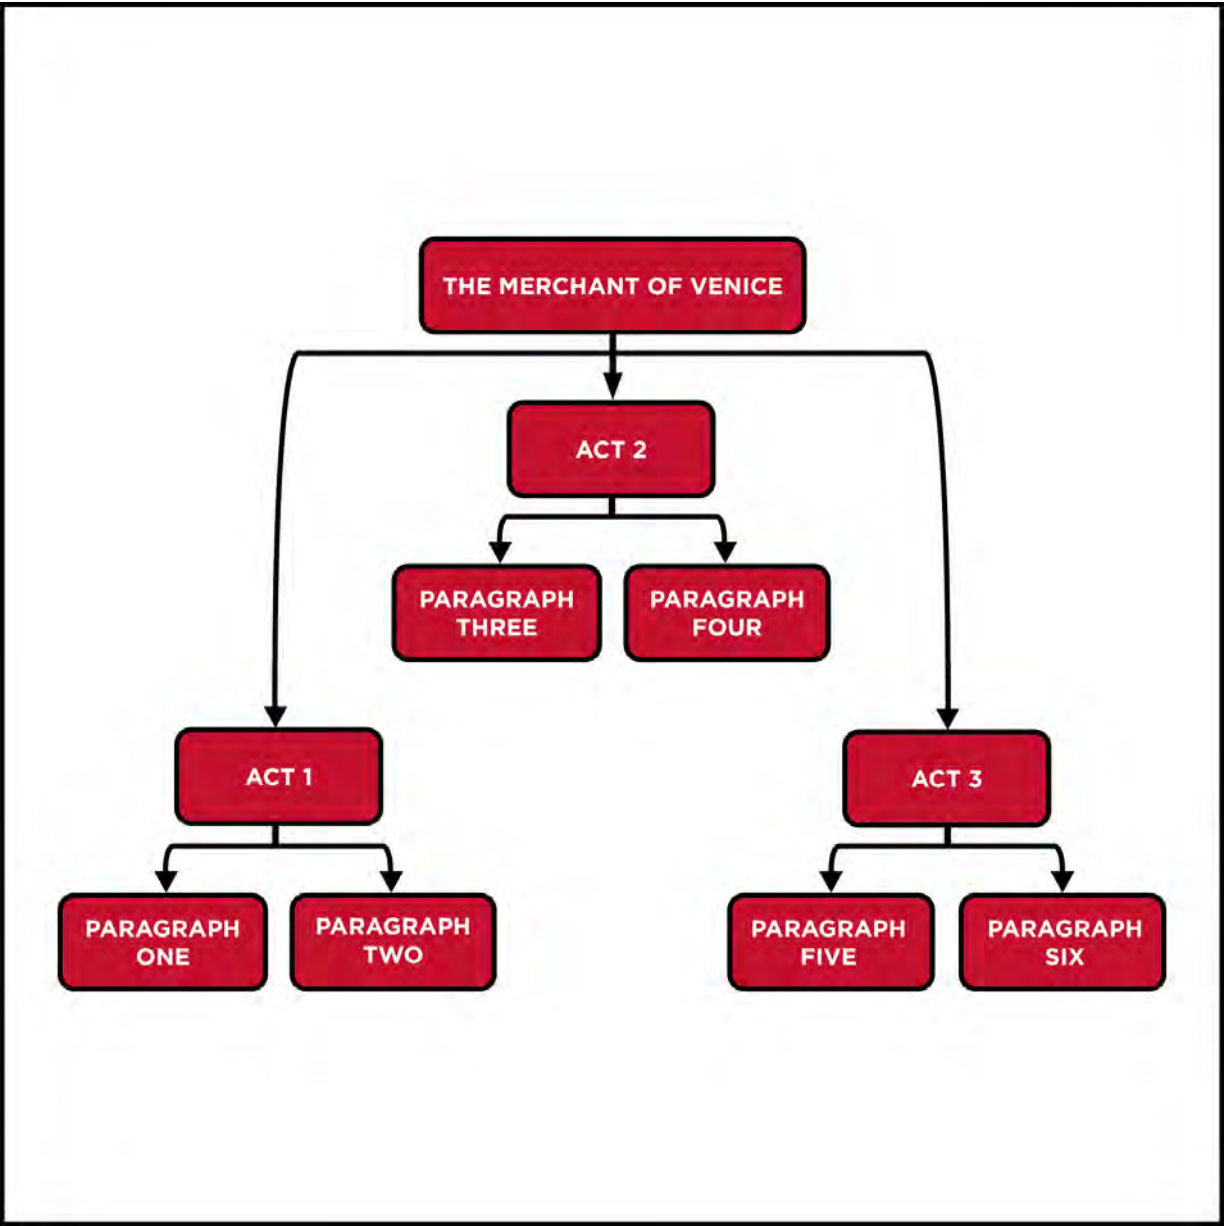 THE MERCHANT OF VENICE
ACT 2
PARAGRAPH
THREE
PARAGRAPH
FOUR
ACT 1
ACT 3
PARAGRAPH
ONE
PARAGRAPH
TWO
PARAGRAPH
FIVE
PARAGRAPH
SIX